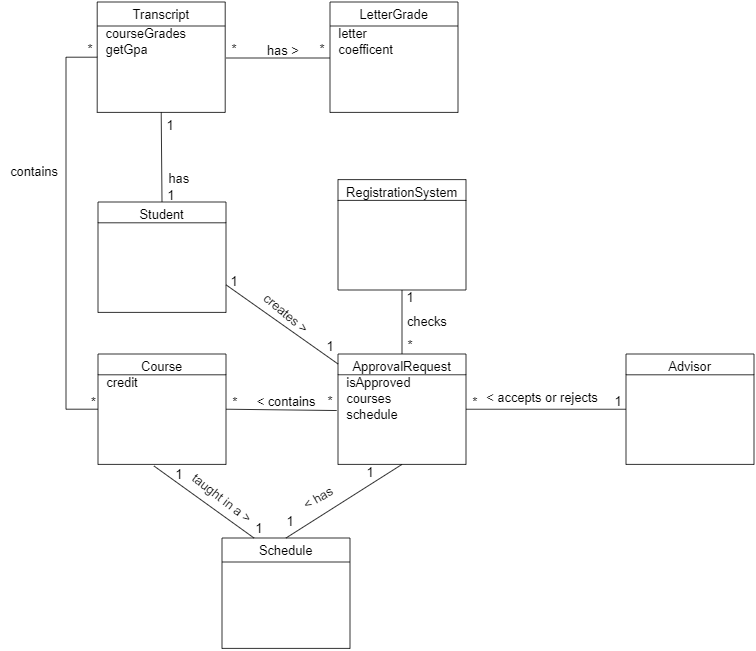 Transcript
LetterGrade
courseGrades
getGpa
letter
coefficent
*
*
has >
*
1
contains
has
1
RegistrationSystem
Student
1
creates >
1
1
checks
*
Course
ApprovalRequest
Advisor
credit
isApproved
courses
schedule
*
*
< contains
*
*
< accepts or rejects
1
1
taught in a >
1
1
< has
1
Schedule